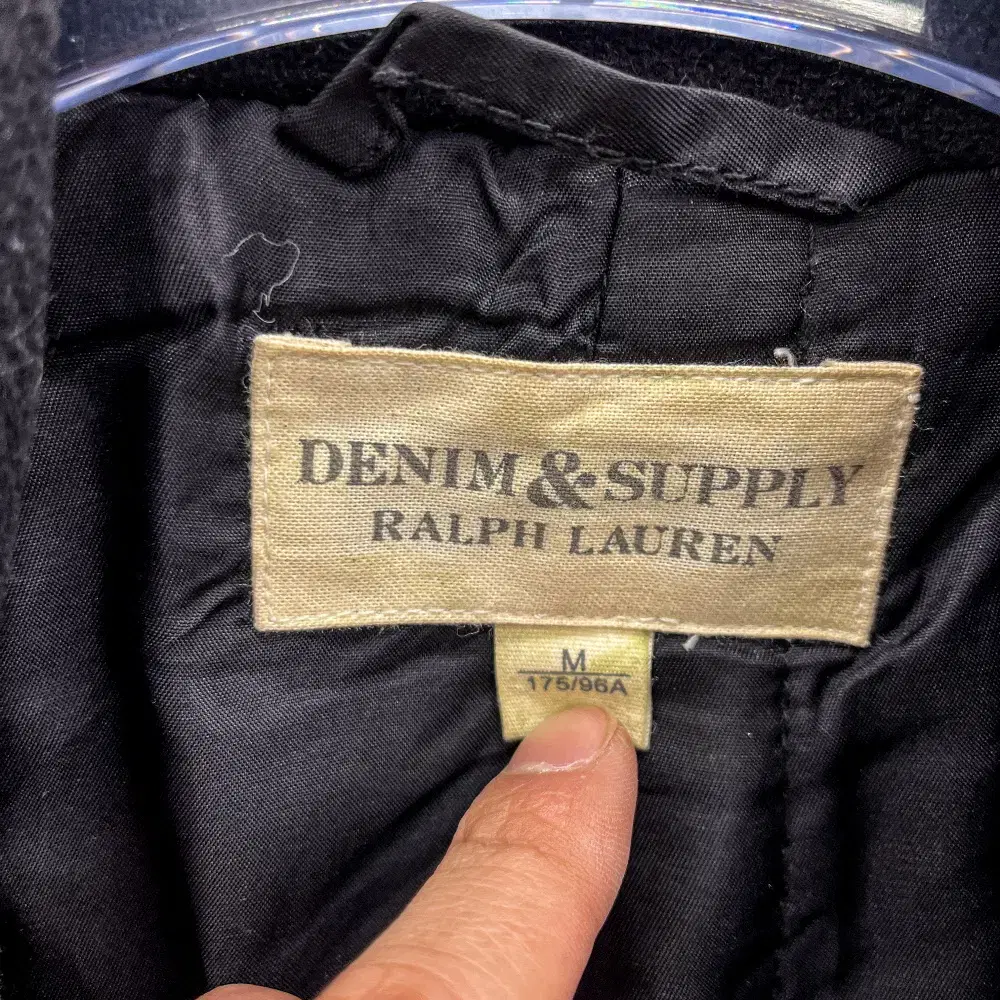 DENIM & SUPPLY
RALPH LAUREN
M
175/96A